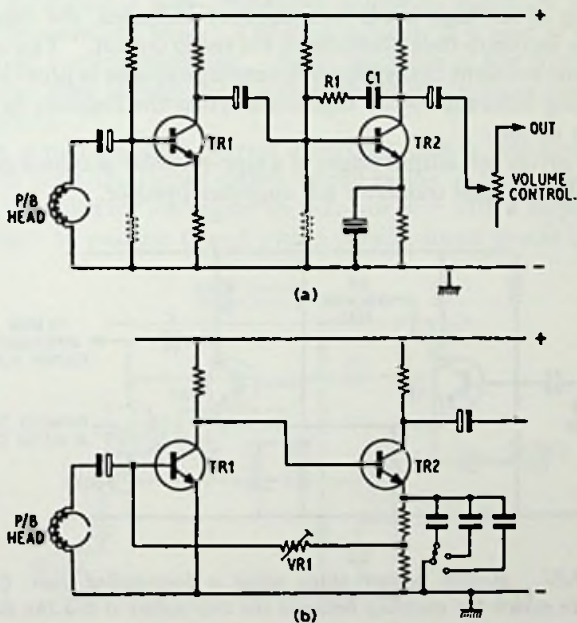 +
R1 C1
TR1
TR2
OUT
P/B
HEAD
VOLUME
CONTROL.
−
(a)
+
TR1
TR2
P/B
HEAD
VR1
−
(b)